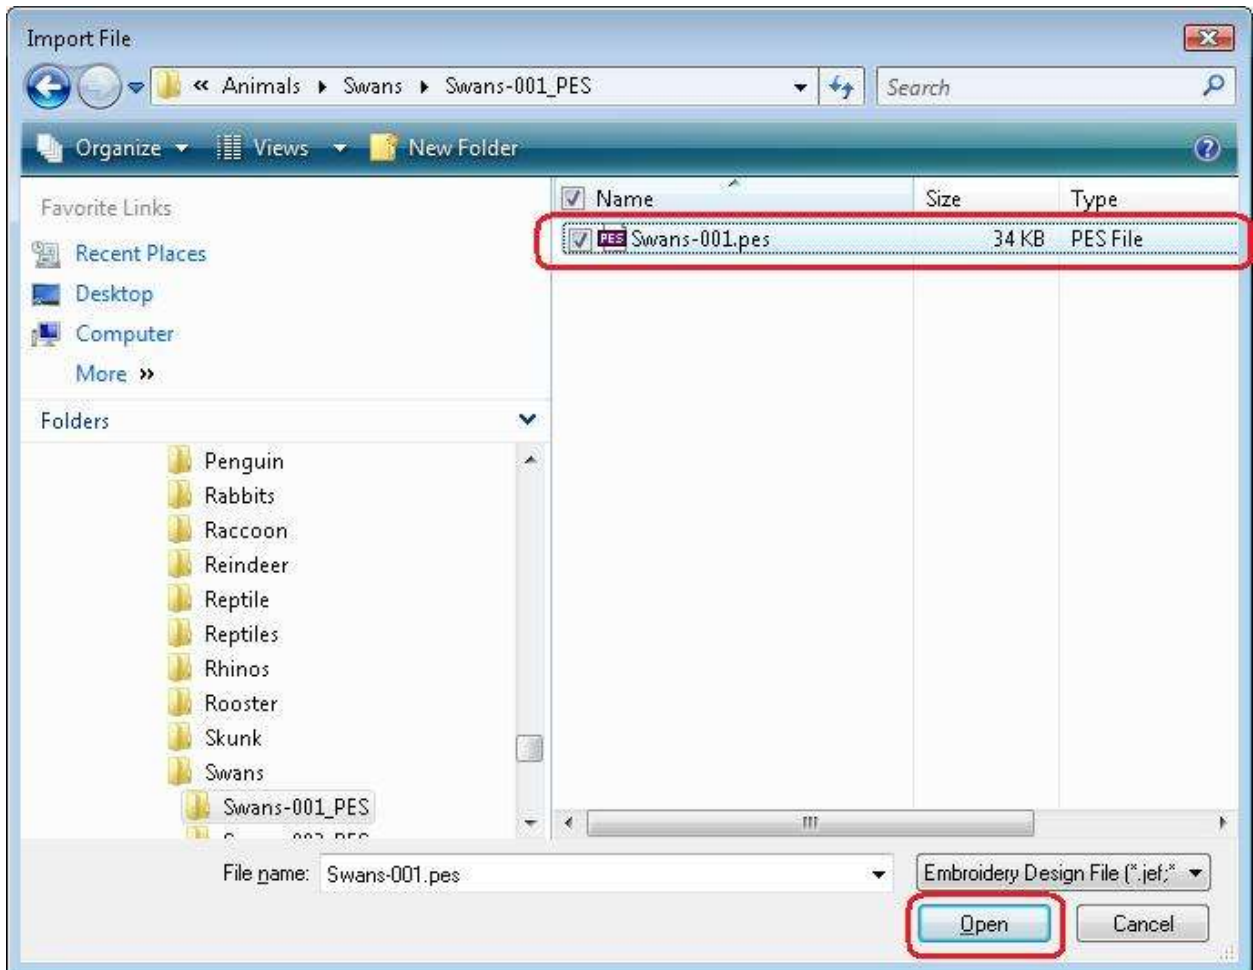 Import File
« Animals Swans Swans-001_PES Search
Organize Views New Folder
Favorite Links
Recent Places
Desktop
Computer
More »
Folders
Penguin
Rabbits
Raccoon
Reindeer
Reptile
Reptiles
Rhinos
Rooster
Skunk
Swans
Swans-001_PES
Name Size Type
PES Swans-001.pes 34 KB PES File
File name: Swans-001.pes Embroidery Design File (*.jef;*
Open Cancel